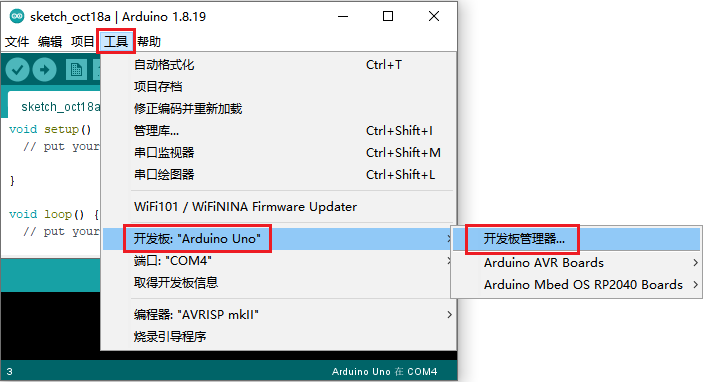 sketch_oct18a | Arduino 1.8.19
文件 编辑 项目 工具 帮助
sketch_oct18a
void setup()
// put your
}
void loop() {
// put your
自动格式化 Ctrl+T
项目存档
修正编码并重新加载
管理库... Ctrl+Shift+I
串口监视器 Ctrl+Shift+M
串口绘图器 Ctrl+Shift+L
WiFi101 / WiFiNINA Firmware Updater
开发板: "Arduino Uno"
端口: "COM4"
取得开发板信息
编程器: "AVRISP mkII"
烧录引导程序
开发板管理器...
Arduino AVR Boards
Arduino Mbed OS RP2040 Boards
3 Arduino Uno 在 COM4